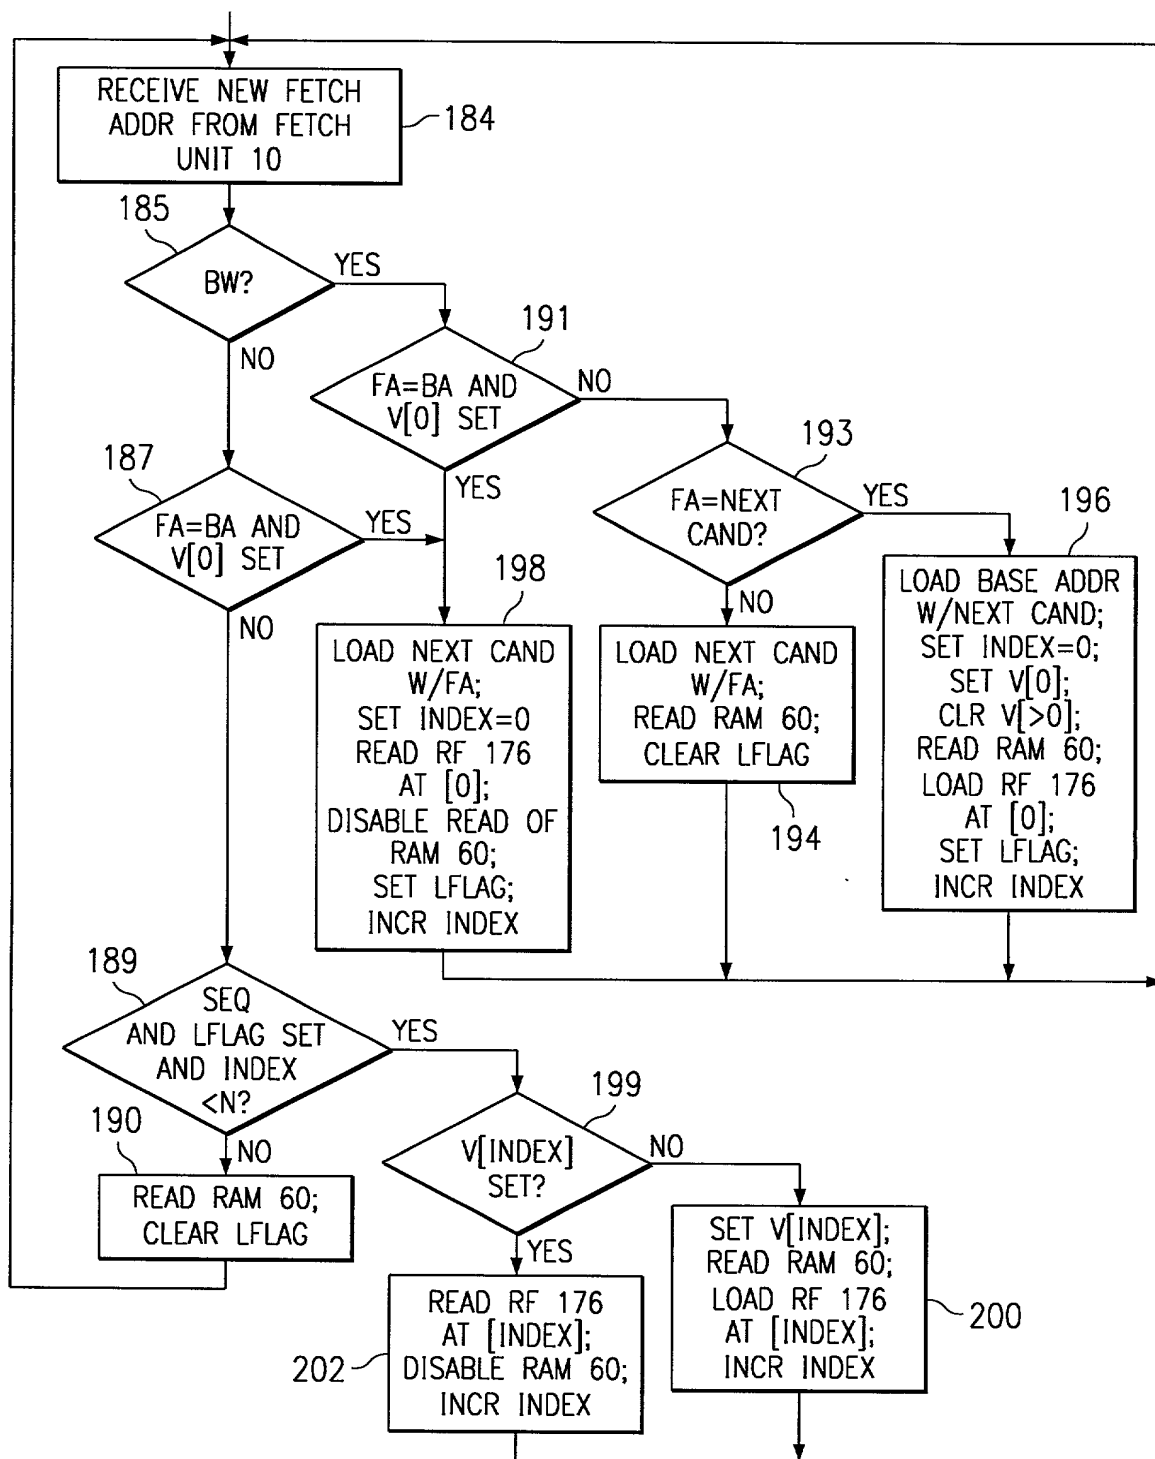 RECEIVE NEW FETCH
ADDR FROM FETCH
UNIT 10
184
185
BW?
YES
NO
191
FA=BA AND
V[0] SET
NO
YES
187
FA=BA AND
V[0] SET
YES
NO
193
FA=NEXT
CAND?
YES
NO
196
LOAD BASE ADDR
W/NEXT CAND;
SET INDEX=0;
SET V[0];
CLR V[>0];
READ RAM 60;
LOAD RF 176
AT [0];
SET LFLAG;
INCR INDEX
198
LOAD NEXT CAND
W/FA;
SET INDEX=0
READ RF 176
AT [0];
DISABLE READ OF
RAM 60;
SET LFLAG;
INCR INDEX
LOAD NEXT CAND
W/FA;
READ RAM 60;
CLEAR LFLAG
194
189
SEQ
AND LFLAG SET
AND INDEX
<N?
YES
NO
190
READ RAM 60;
CLEAR LFLAG
199
V[INDEX]
SET?
NO
YES
SET V[INDEX];
READ RAM 60;
LOAD RF 176
AT [INDEX];
INCR INDEX
200
READ RF 176
AT [INDEX];
DISABLE RAM 60;
INCR INDEX
202